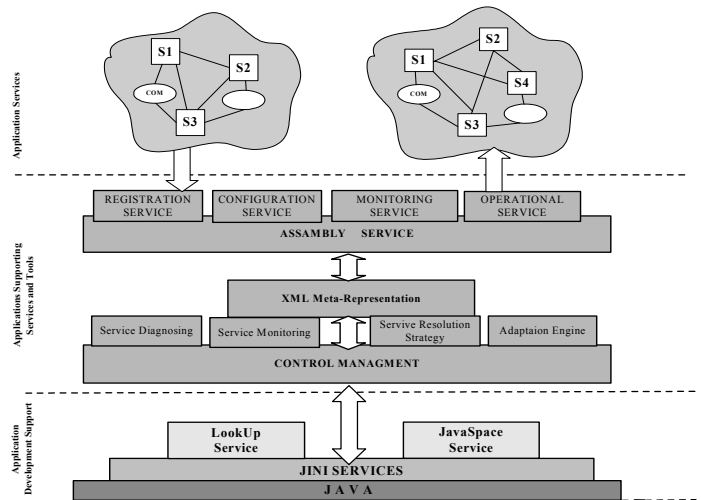 Application Services
S1
S2
COM
S3
S1
S2
S4
COM
S3
Applications Supporting
Services and Tools
REGISTRATION
SERVICE
CONFIGURATION
SERVICE
MONITORING
SERVICE
OPERATIONAL
SERVICE
ASSAMBLY SERVICE
XML Meta-Representation
Service Diagnosing
Service Monitoring
Servive Resolution
Strategy
Adaptaion Engine
CONTROL MANAGMENT
Application
Development Support
LookUp
Service
JavaSpace
Service
JINI SERVICES
J A V A